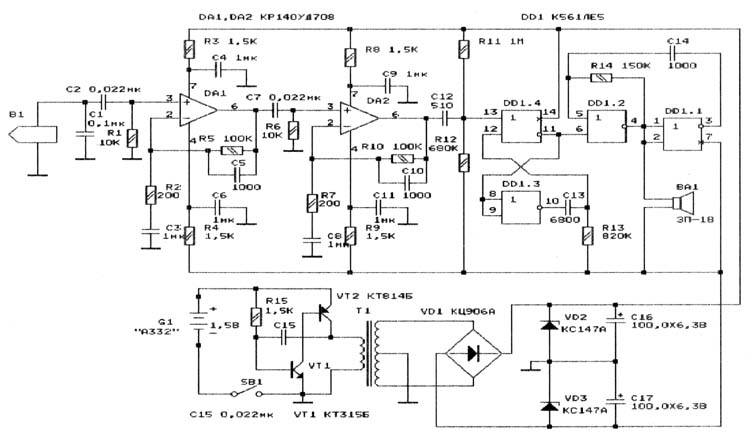 DA1,DA2 КР140УД708 DD1 К561ЛЕ5
R3 1,5K
C4 1мк
R8 1,5K
C9 1мк
R11 1M
C14
1000
R14 150K
C2 0,022мк
7
DA1
C7 0,022мк
7
DA2
C12
510
B1
3
2
6
3
2
6
13
12
DD1.4
1
14
11
5
6
DD1.2
1
4
1
2
DD1.1
1
3
7
C1
0,1мк
R1
10K
4
R5 100K
C5
1000
R6
10K
4
R10 100K
C10
1000
R12
680K
R2
200
C6
1мк
R7
200
C11
1мк
DD1.3
8
9
1
10
C13
6800
BA1
ЗП-18
C3
1мк
R4
1,5K
C8
1мк
R9
1,5K
R13
820K
VT2 КТ814Б
T1
VD1 КЦ906А
G1
"А332"
+
1,5В
-
R15
1,5K
C15
VT1
SB1
VD2
КС147А
+
C16
100,0X6,3В
VD3
КС147А
+
C17
100,0X6,3В
C15 0,022мк VT1 КТ315Б